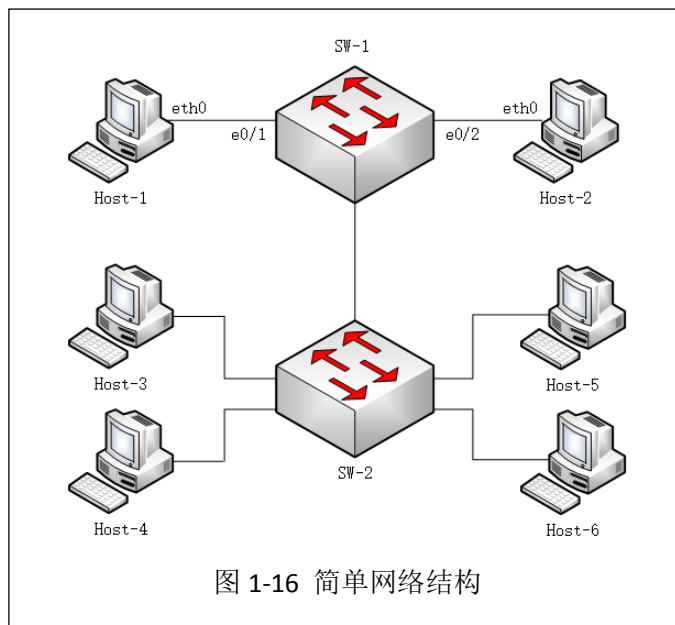 SW-1
eth0
eth0
e0/1
e0/2
Host-1
Host-2
Host-3
Host-5
SW-2
Host-4
Host-6
图 1-16 简单网络结构